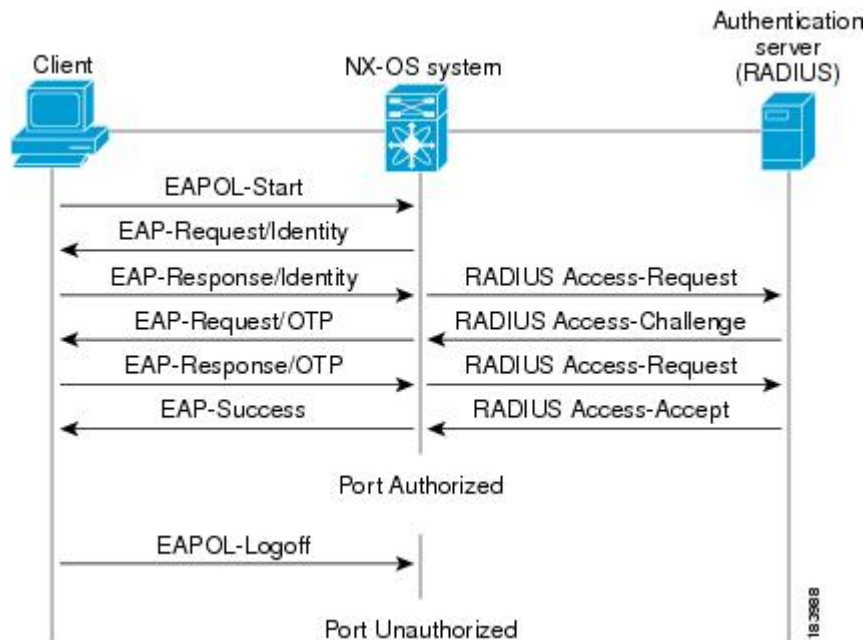 Client
NX-OS system
Authentication
server
(RADIUS)
EAPOL-Start
EAP-Request/Identity
EAP-Response/Identity
RADIUS Access-Request
EAP-Request/OTP
RADIUS Access-Challenge
EAP-Response/OTP
RADIUS Access-Request
EAP-Success
RADIUS Access-Accept
Port Authorized
EAPOL-Logoff
Port Unauthorized
183988